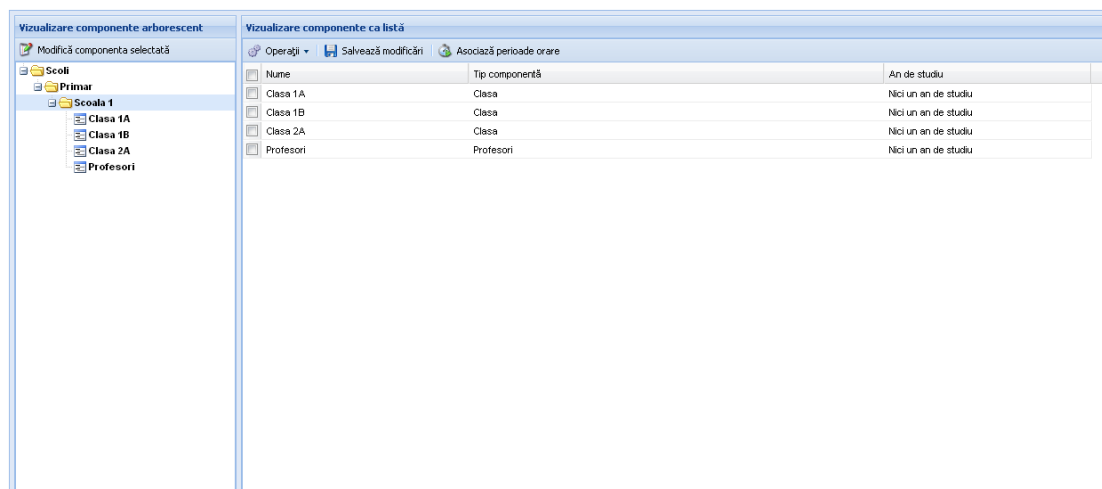 Vizualizare componente arborescent
Modifică componenta selectată
Scoli
Primar
Scoala 1
Clasa 1A
Clasa 1B
Clasa 2A
Profesori
Vizualizare componente ca listă
Operaţii Salvează modificări Asociază perioade orare
Nume Tip componentă An de studiu
Clasa 1A Clasa Nici un an de studiu
Clasa 1B Clasa Nici un an de studiu
Clasa 2A Clasa Nici un an de studiu
Profesori Profesori Nici un an de studiu